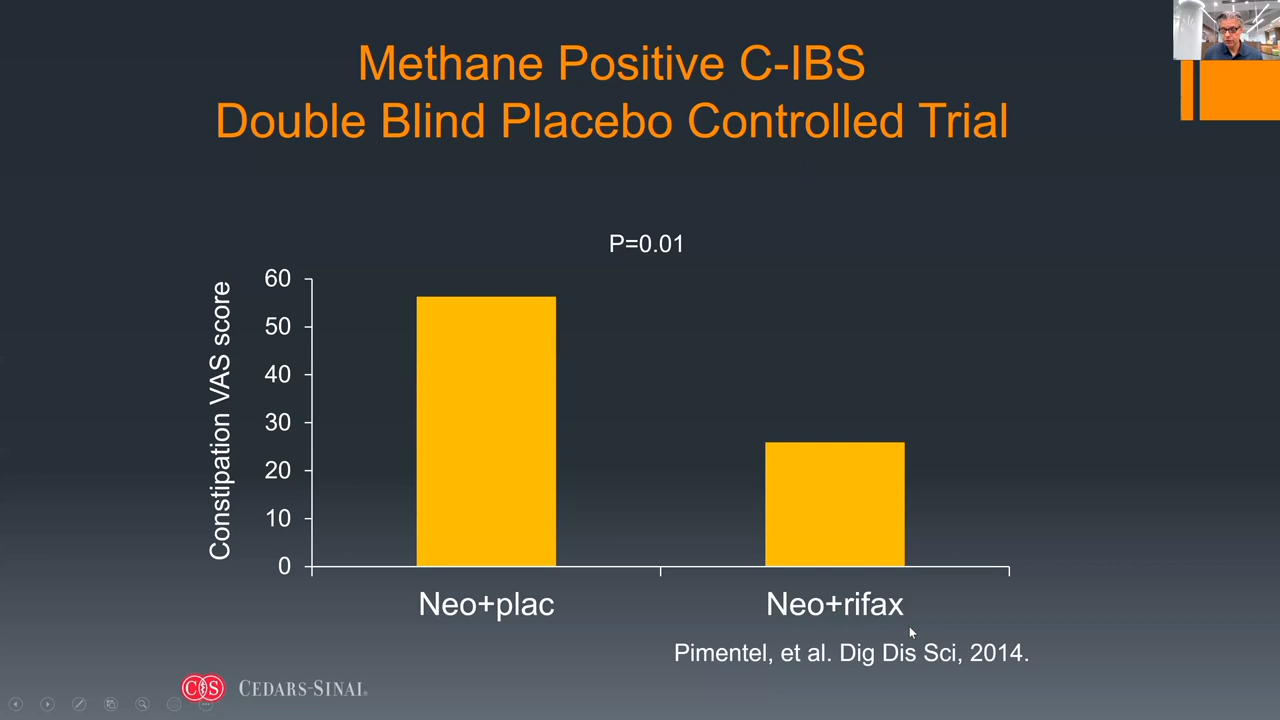 Methane Positive C-IBS
Double Blind Placebo Controlled Trial
P=0.01
Constipation VAS score
60
50
40
30
20
10
0
Neo+plac
Neo+rifax
Pimentel, et al. Dig Dis Sci, 2014.
CS CEDARS-SINAI®